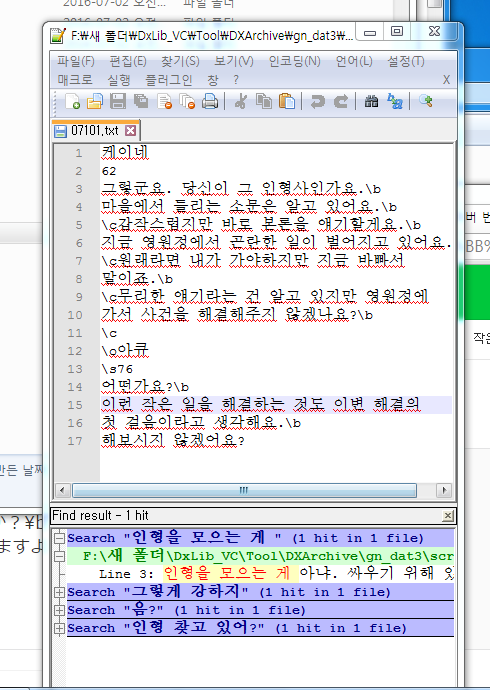 2016-07-02 오전... 파일 폴더
F:\새 폴더\DxLib_VC\Tool\DXArchive\gn_dat3\...
파일(F) 편집(E) 찾기(S) 보기(V) 인코딩(N) 언어(L) 설정(T)
매크로 실행 플러그인 창 ? X
07101.txt
1 케이네
2 62
3 그렇군요. 당신이 그 인형사인가요.\b
4 마을에서 들리는 소문은 알고 있어요.\b
5 \c갑작스럽지만 바로 본론을 얘기할게요.\b
6 지금 영원정에서 곤란한 일이 벌어지고 있어요.
7 \c원래라면 내가 가야하지만 지금 바빠서
8 말이죠.\b
9 \c무리한 얘기라는 건 알고 있지만 영원정에
10 가서 사건을 해결해주지 않겠나요?\b
11 \c
12 \o아큐
13 \s76
14 어떤가요?\b
15 이런 작은 일을 해결하는 것도 이변 해결의
16 첫 걸음이라고 생각해요.\b
17 해보시지 않겠어요?
Find result - 1 hit
Search "인형을 모으는 게 " (1 hit in 1 file)
F:\새 폴더\DxLib_VC\Tool\DXArchive\gn_dat3\scr
Line 3: 인형을 모으는 게 아냐. 싸우기 위해 있
Search "그렇게 강하지" (1 hit in 1 file)
Search "음?" (1 hit in 1 file)
Search "인형 찾고 있어?" (1 hit in 1 file)
버 번
BB%
작은
만든 날짜
ますよ